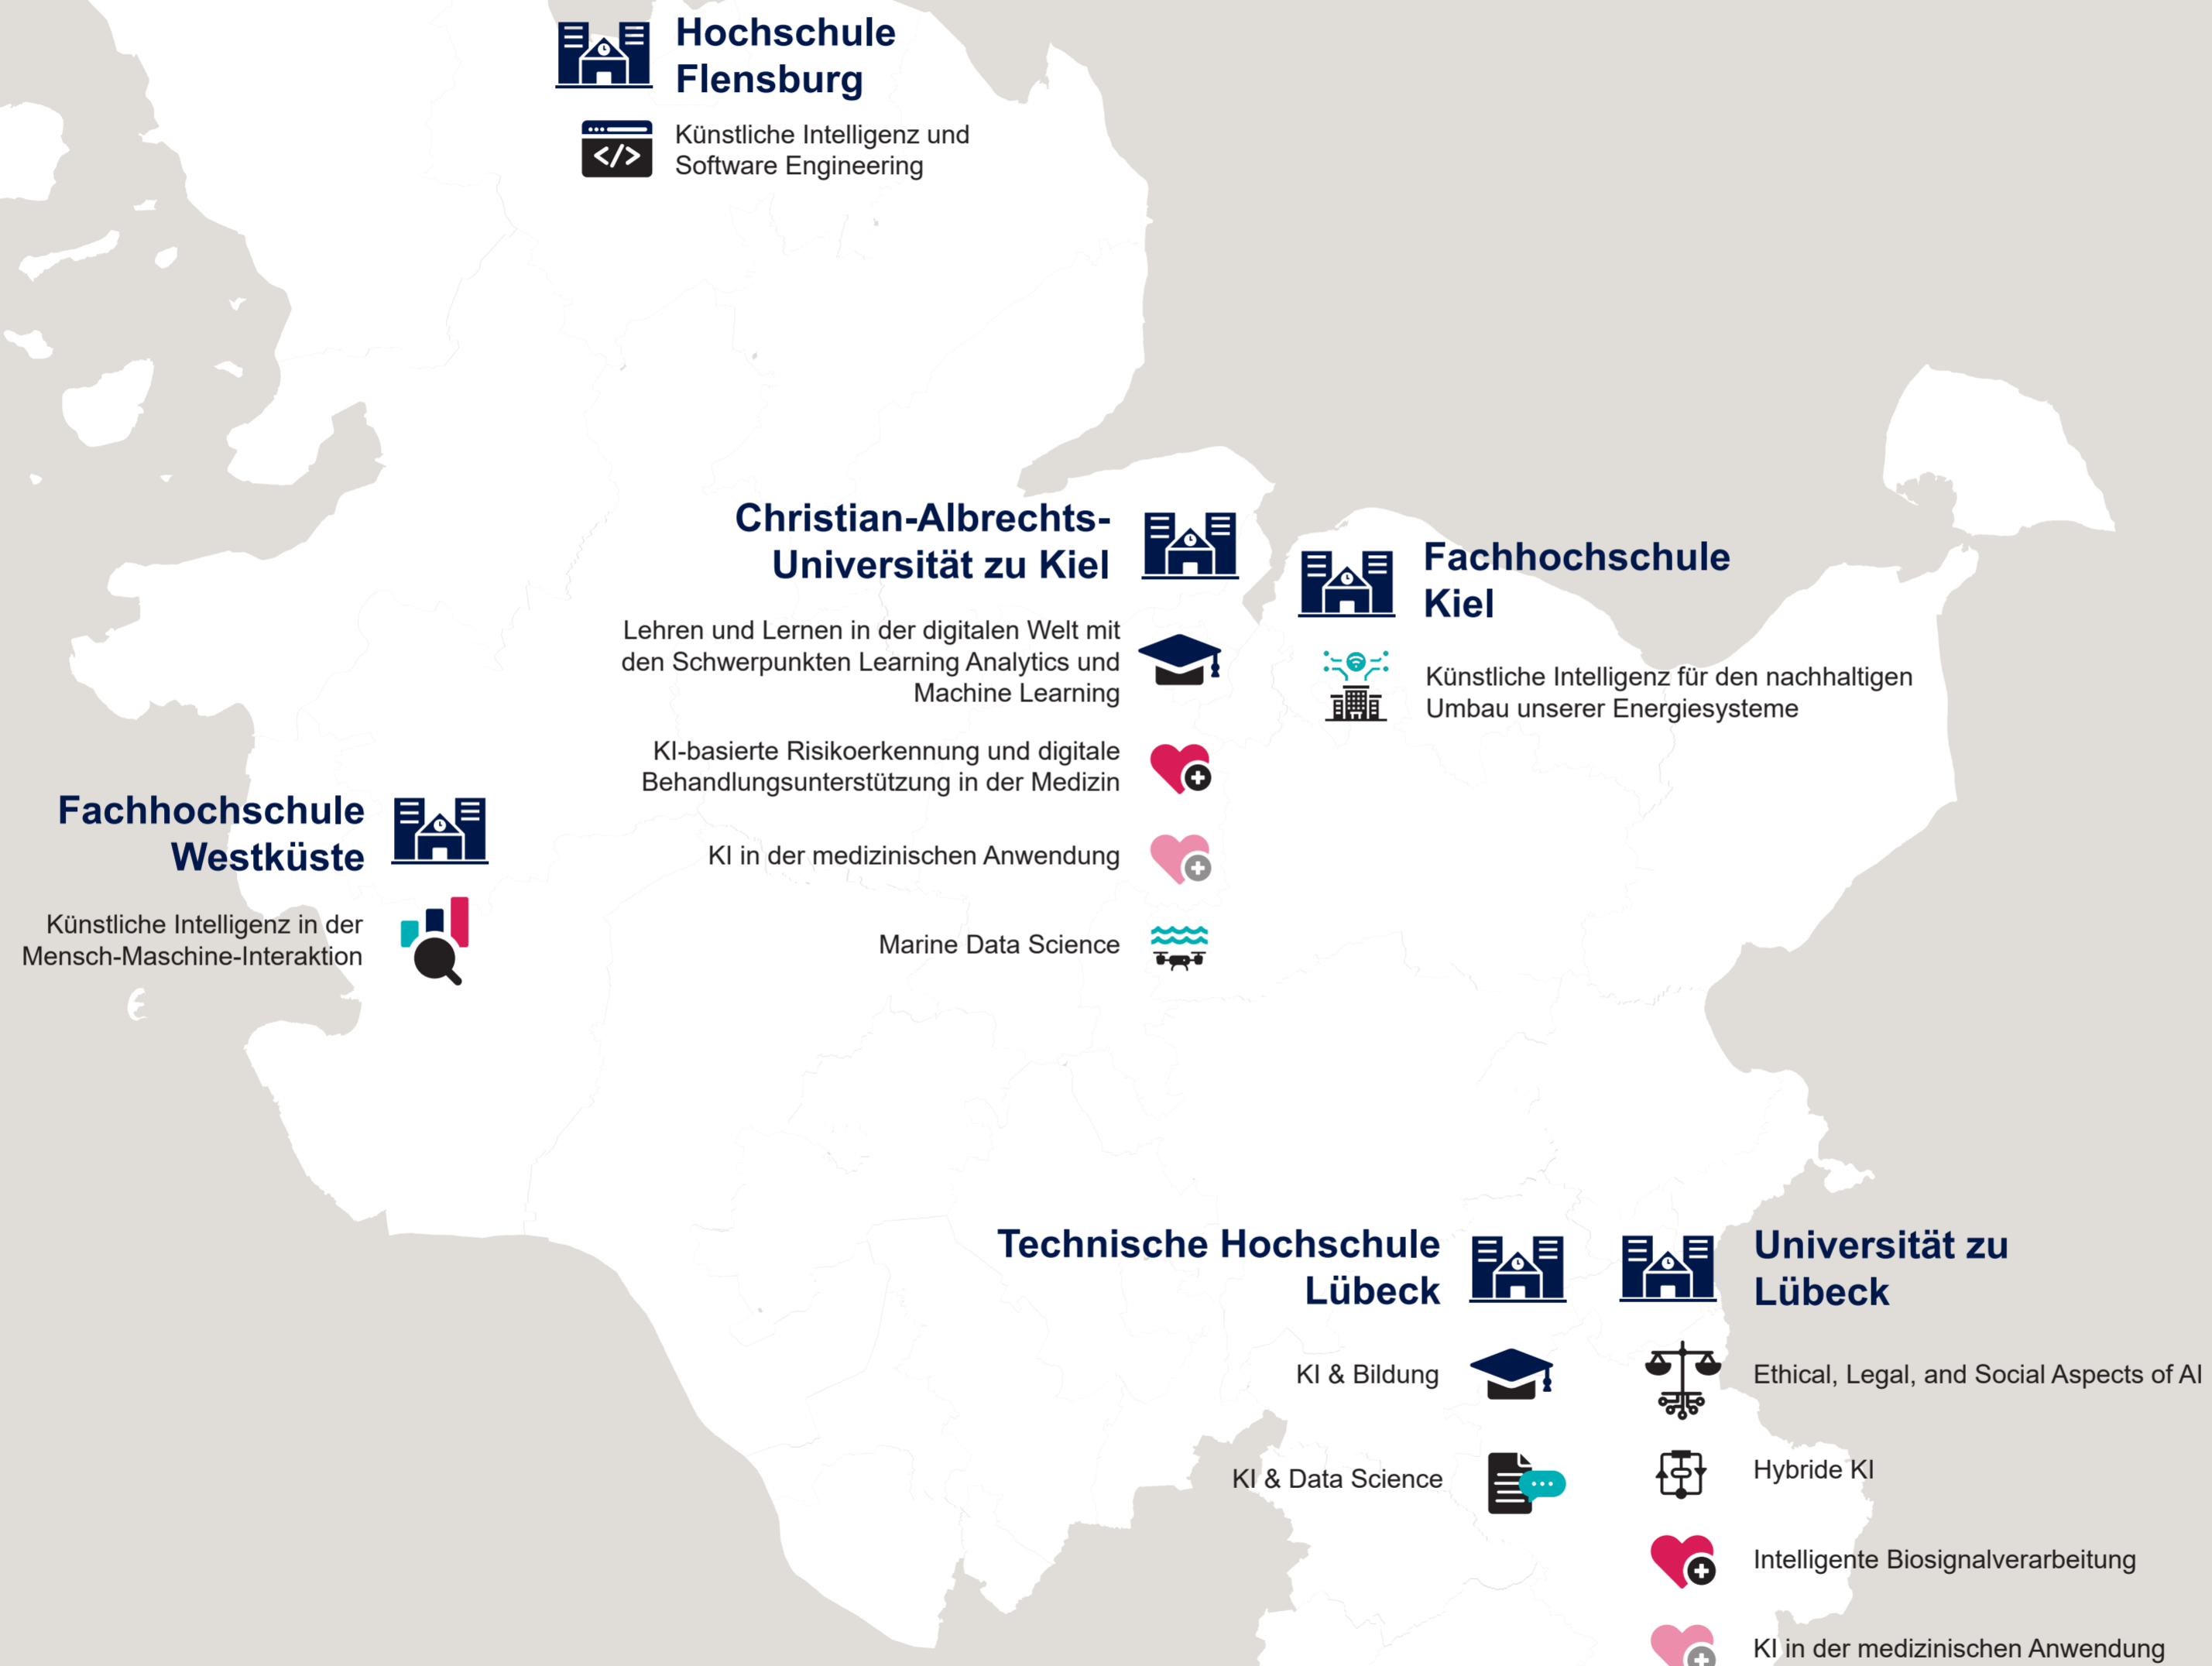 Hochschule
Flensburg
Künstliche Intelligenz und
Software Engineering
Christian-Albrechts-
Universität zu Kiel
Lehren und Lernen in der digitalen Welt mit
den Schwerpunkten Learning Analytics und
Machine Learning
KI-basierte Risikoerkennung und digitale
Behandlungsunterstützung in der Medizin
KI in der medizinischen Anwendung
Marine Data Science
Fachhochschule
Kiel
Künstliche Intelligenz für den nachhaltigen
Umbau unserer Energiesysteme
Fachhochschule
Westküste
Künstliche Intelligenz in der
Mensch-Maschine-Interaktion
Technische Hochschule
Lübeck
KI & Bildung
KI & Data Science
Universität zu
Lübeck
Ethical, Legal, and Social Aspects of AI
Hybride KI
Intelligente Biosignalverarbeitung
KI in der medizinischen Anwendung